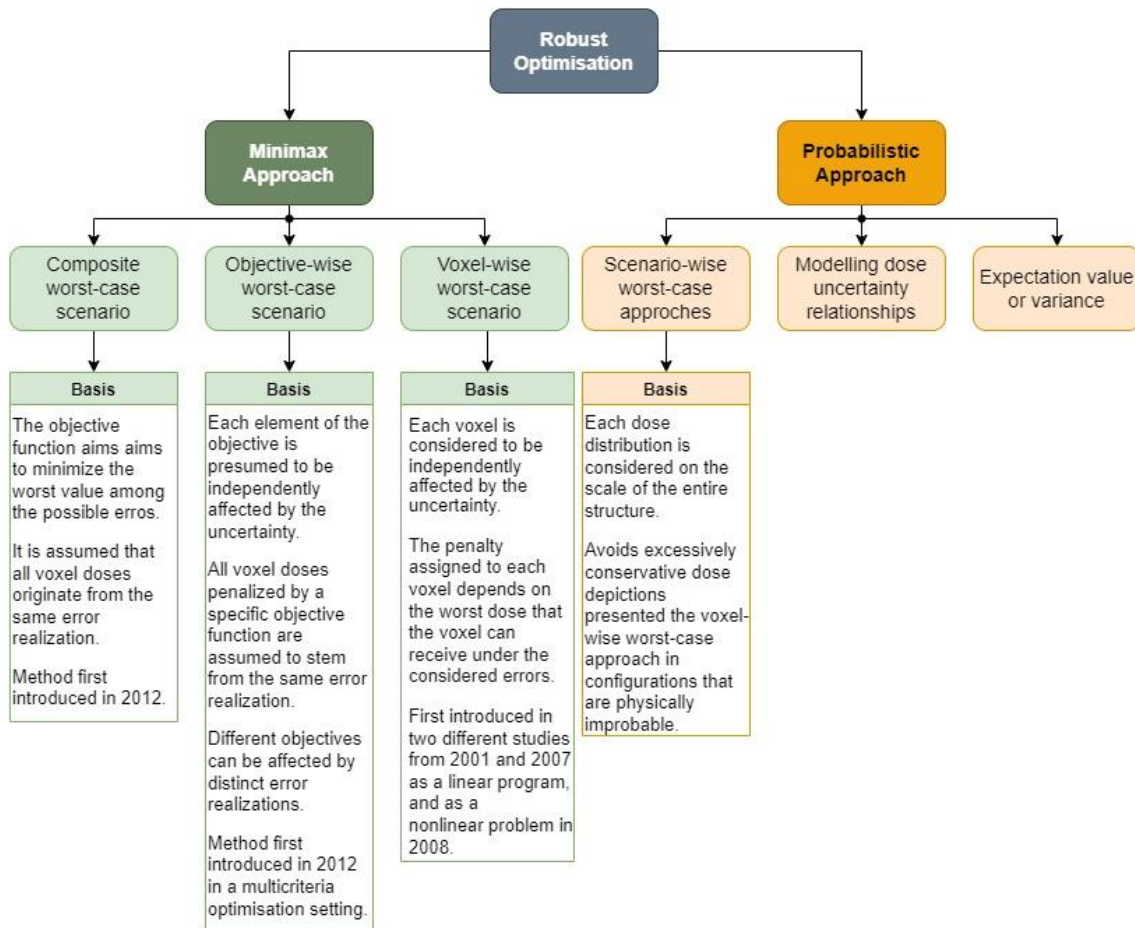 Robust
Optimisation
Minimax
Approach
Probabilistic
Approach
Composite
worst-case
scenario
Objective-wise
worst-case
scenario
Voxel-wise
worst-case
scenario
Scenario-wise
worst-case
approches
Modelling dose
uncertainty
relationships
Expectation value
or variance
Basis
The objective
function aims aims
to minimize the
worst value among
the possible erros.
It is assumed that
all voxel doses
originate from the
same error
realization.
Method first
introduced in 2012.
Basis
Each element of the
objective is
presumed to be
independently
affected by the
uncertainty.
All voxel doses
penalized by a
specific objective
function are
assumed to stem
from the same error
realization.
Different objectives
can be affected by
distinct error
realizations.
Method first
introduced in 2012
in a multicriteria
optimisation setting.
Basis
Each voxel is
considered to be
independently
affected by the
uncertainty.
The penalty
assigned to each
voxel depends on
the worst dose that
the voxel can
receive under the
considered errors.
First introduced in
two different studies
from 2001 and 2007
as a linear program,
and as a
nonlinear problem in
2008.
Basis
Each dose
distribution is
considered on the
scale of the entire
structure.
Avoids excessively
conservative dose
depictions
presented the voxel-
wise worst-case
approach in
configurations that
are physically
improbable.